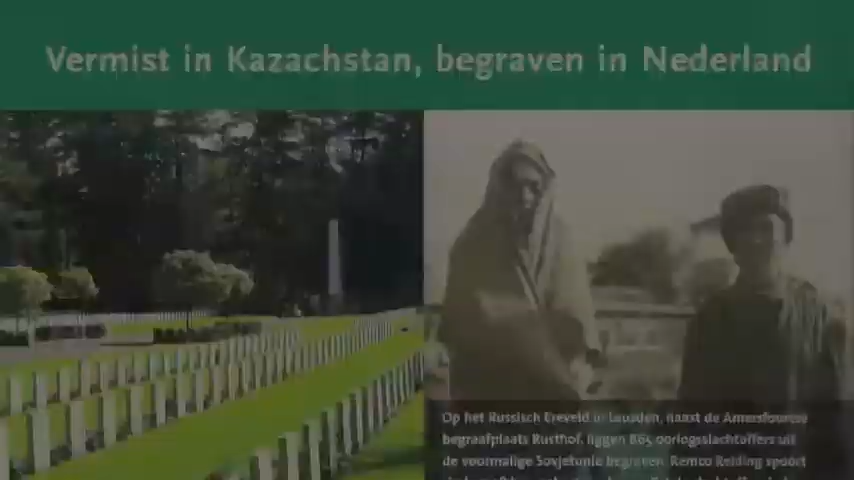 Vermist in Kazachstan, begraven in Nederland
Op het Russisch Ereveld in Leusden, naast de Amersfoortse
begraafplaats Rusthof, liggen 865 oorlogsslachtoffers uit
de voormalige Sovjetunie begraven. Remco Reiding spoort